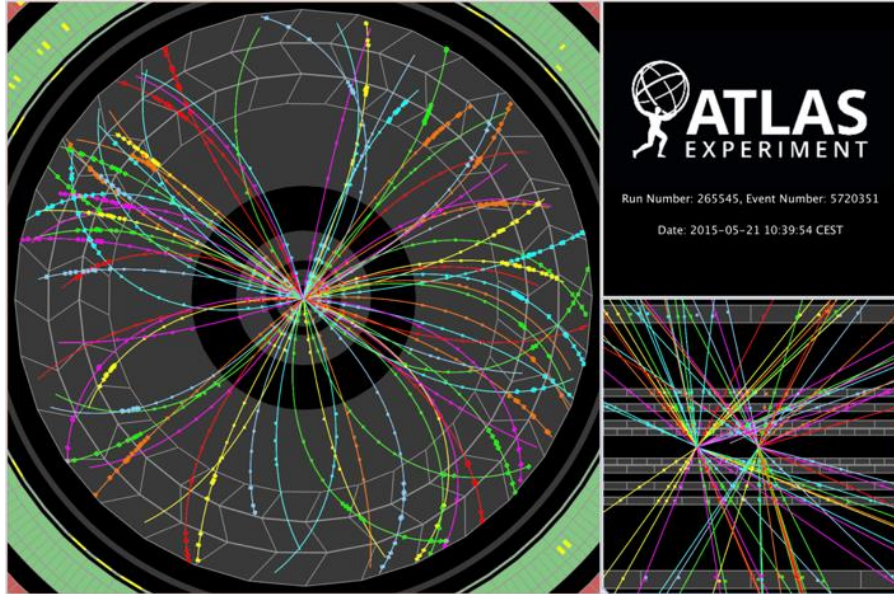 ATLAS
EXPERIMENT
Run Number: 265545, Event Number: 5720351
Date: 2015-05-21 10:39:54 CEST